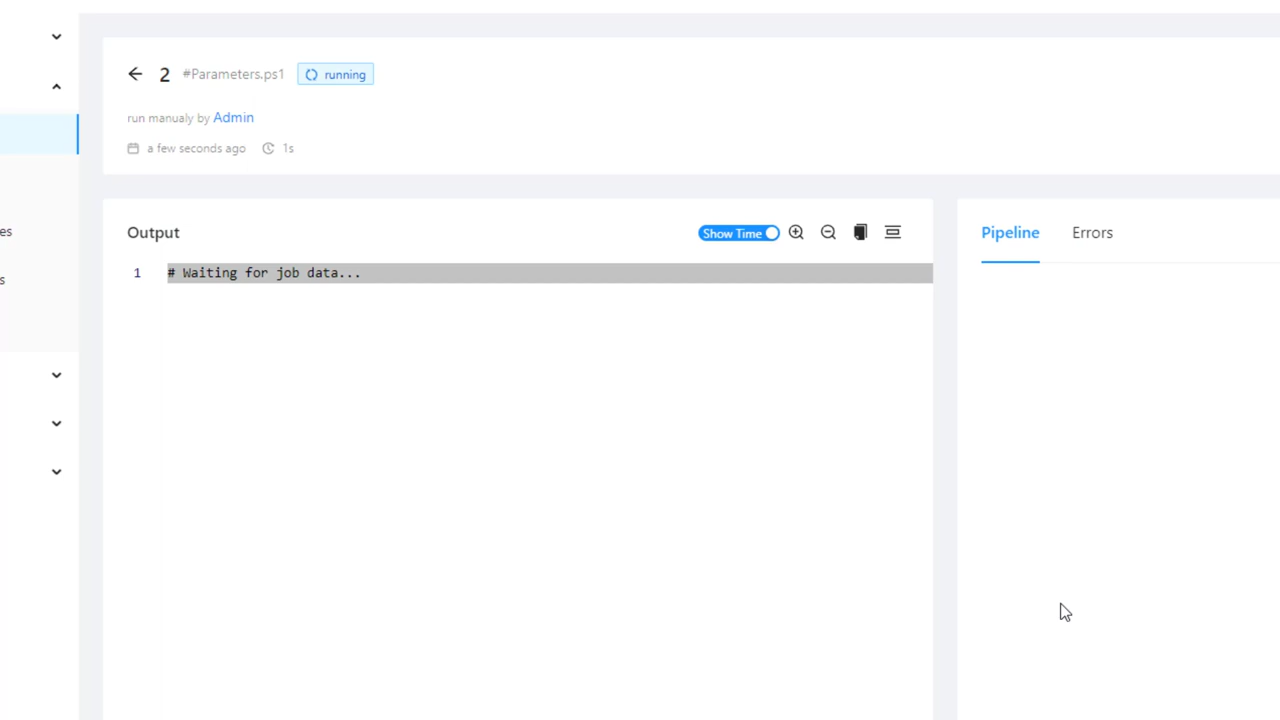 2 #Parameters.ps1 running
run manualy by Admin
a few seconds ago 1s
es
s
Output Show Time
1 # Waiting for job data...
Pipeline Errors